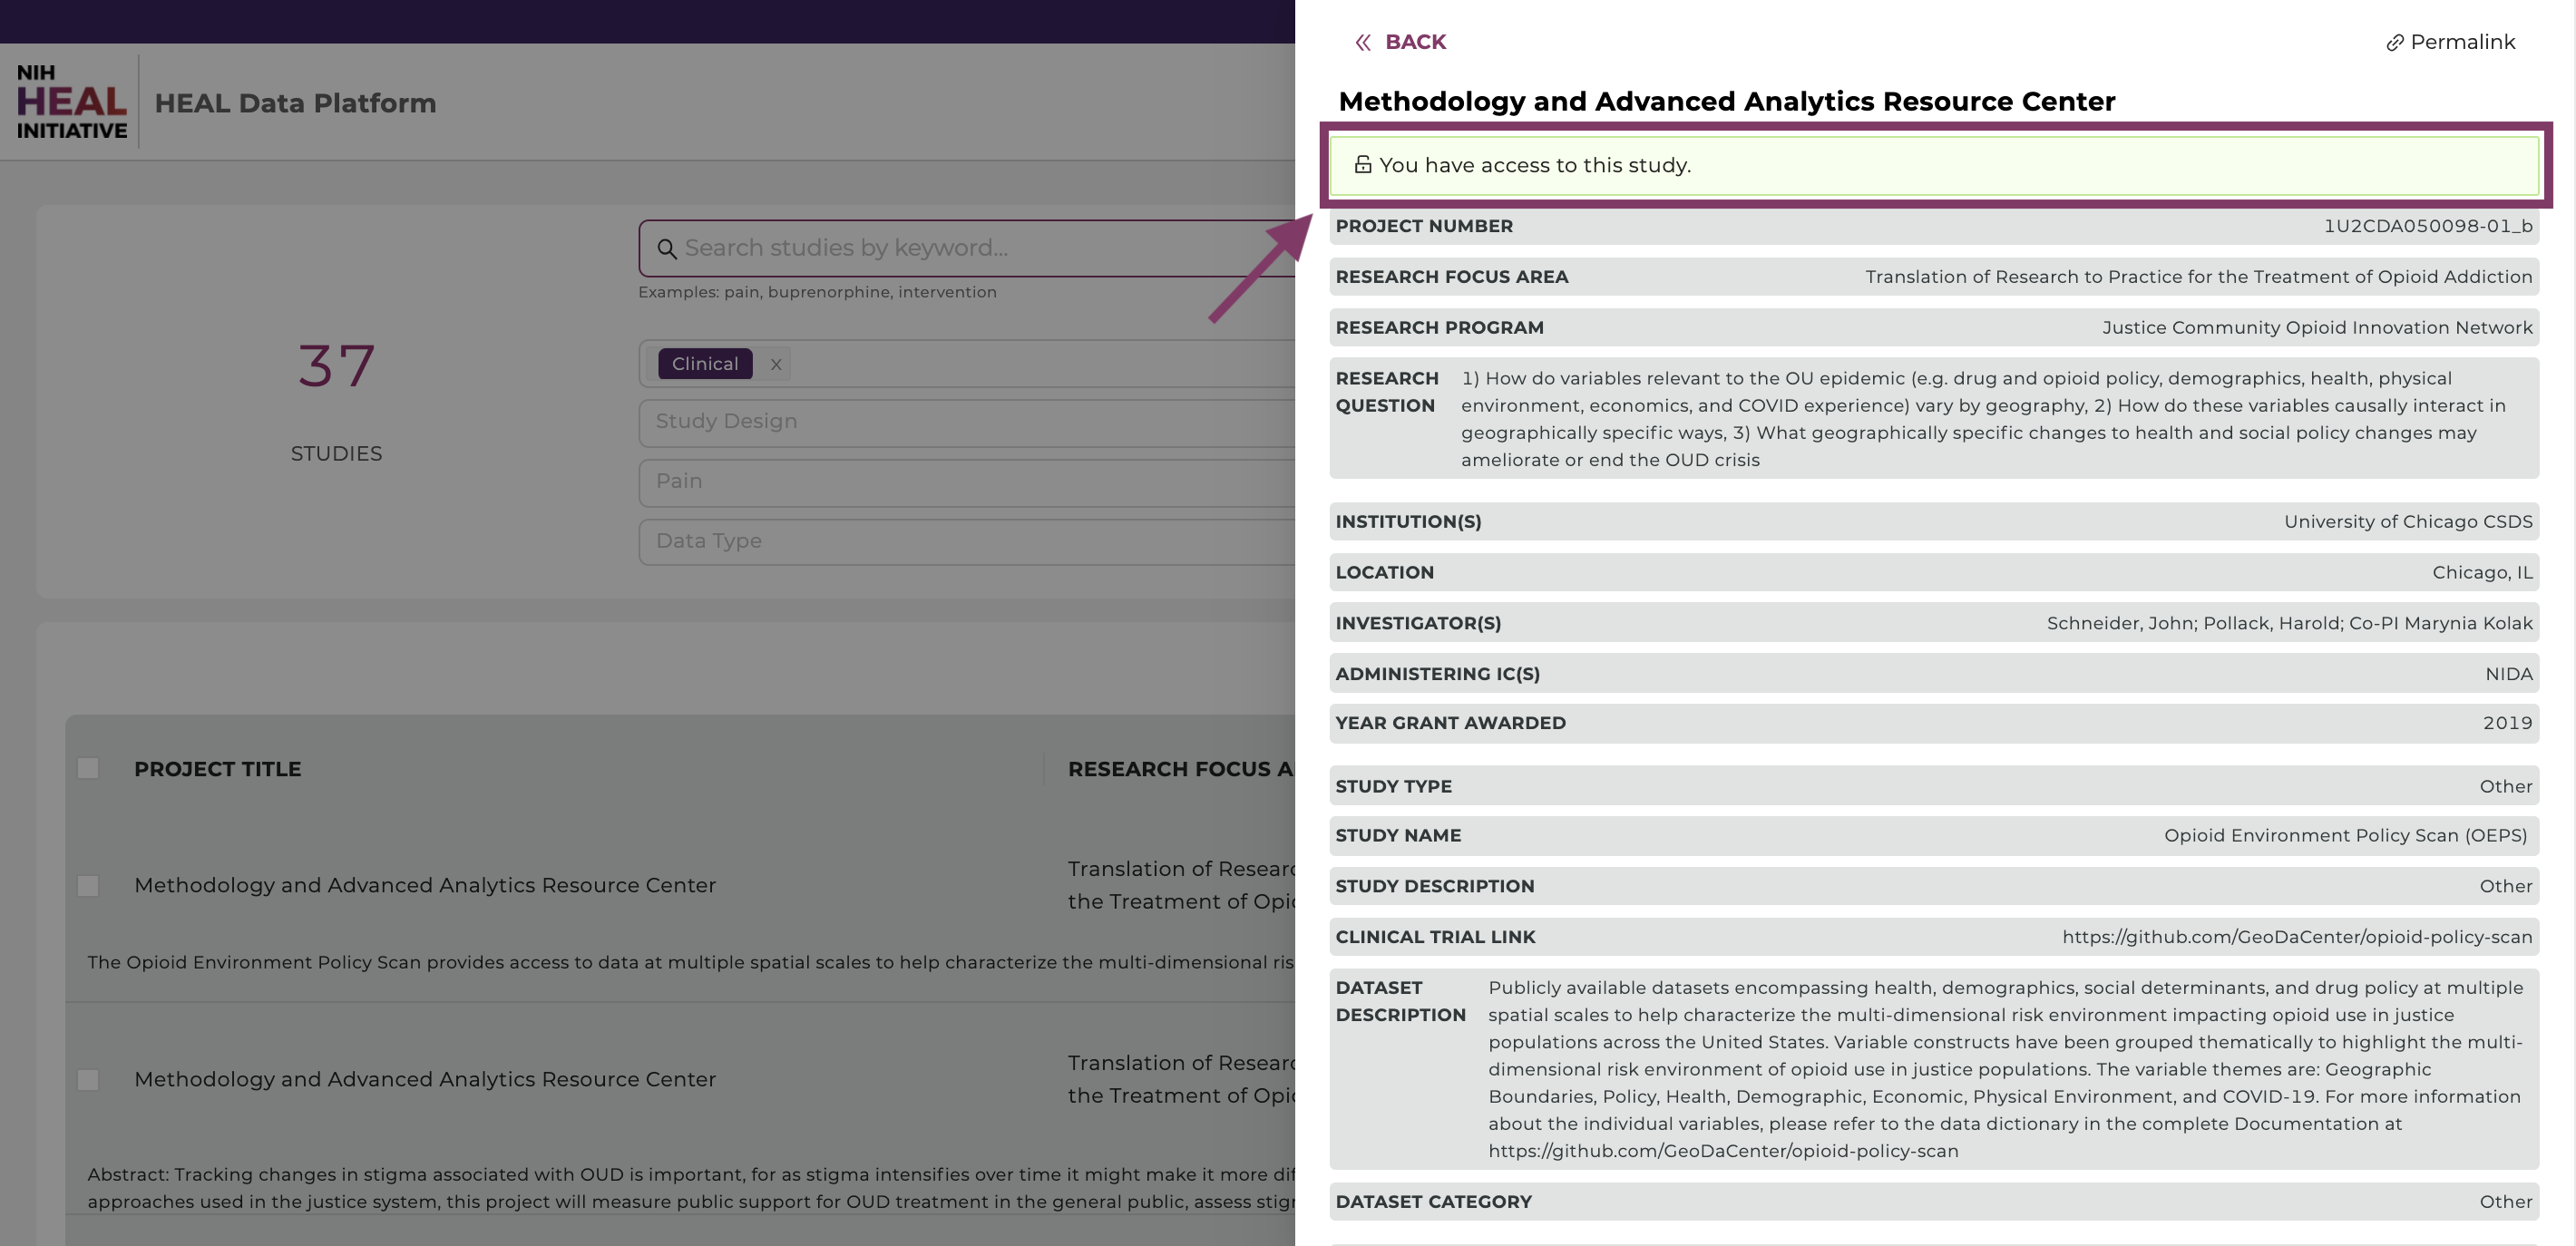 NIH
HEAL
INITIATIVE
HEAL Data Platform
Search studies by keyword...
Examples: pain, buprenorphine, intervention
37
STUDIES
Clinical x
Study Design
Pain
Data Type
PROJECT TITLE
RESEARCH FOCUS A
Methodology and Advanced Analytics Resource Center
Translation of Researc
the Treatment of Opi
The Opioid Environment Policy Scan provides access to data at multiple spatial scales to help characterize the multi-dimensional ris
Methodology and Advanced Analytics Resource Center
Translation of Researc
the Treatment of Opi
Abstract: Tracking changes in stigma associated with OUD is important, for as stigma intensifies over time it might make it more dif
approaches used in the justice system, this project will measure public support for OUD treatment in the general public, assess stig
BACK
Permalink
Methodology and Advanced Analytics Resource Center
You have access to this study.
PROJECT NUMBER 1U2CDA050098-01_b
RESEARCH FOCUS AREA Translation of Research to Practice for the Treatment of Opioid Addiction
RESEARCH PROGRAM Justice Community Opioid Innovation Network
RESEARCH QUESTION 1) How do variables relevant to the OU epidemic (e.g. drug and opioid policy, demographics, health, physical
environment, economics, and COVID experience) vary by geography, 2) How do these variables causally interact in
geographically specific ways, 3) What geographically specific changes to health and social policy changes may
ameliorate or end the OUD crisis
INSTITUTION(S) University of Chicago CSDS
LOCATION Chicago, IL
INVESTIGATOR(S) Schneider, John; Pollack, Harold; Co-PI Marynia Kolak
ADMINISTERING IC(S) NIDA
YEAR GRANT AWARDED 2019
STUDY TYPE Other
STUDY NAME Opioid Environment Policy Scan (OEPS)
STUDY DESCRIPTION Other
CLINICAL TRIAL LINK https://github.com/GeoDaCenter/opioid-policy-scan
DATASET DESCRIPTION Publicly available datasets encompassing health, demographics, social determinants, and drug policy at multiple
spatial scales to help characterize the multi-dimensional risk environment impacting opioid use in justice
populations across the United States. Variable constructs have been grouped thematically to highlight the multi-
dimensional risk environment of opioid use in justice populations. The variable themes are: Geographic
Boundaries, Policy, Health, Demographic, Economic, Physical Environment, and COVID-19. For more information
about the individual variables, please refer to the data dictionary in the complete Documentation at
https://github.com/GeoDaCenter/opioid-policy-scan
DATASET CATEGORY Other